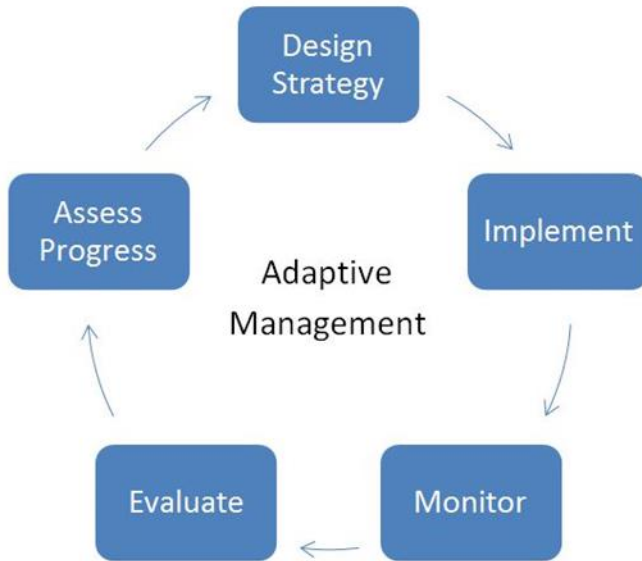 Design
Strategy
Implement
Monitor
Evaluate
Assess
Progress
Adaptive
Management